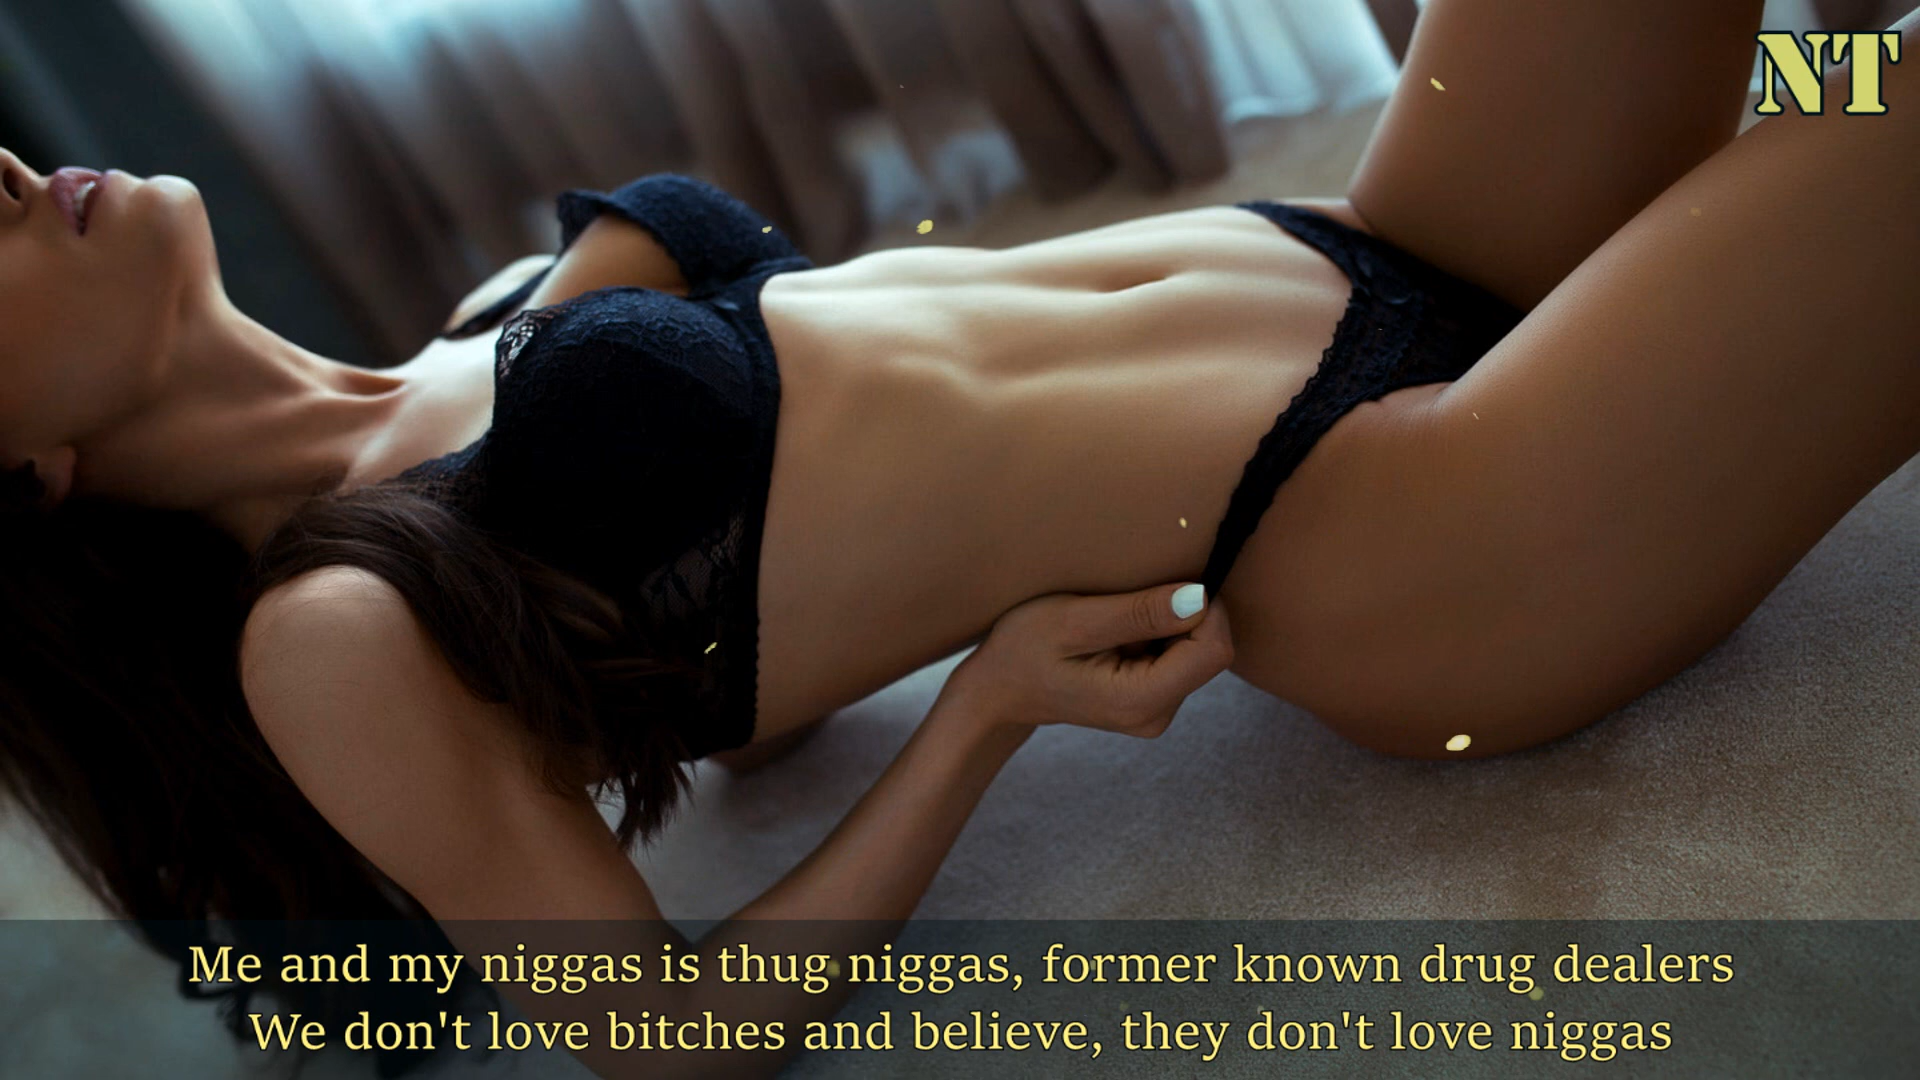 NT
Me and my niggas is thug niggas, former known drug dealers
We don't love bitches and believe, they don't love niggas